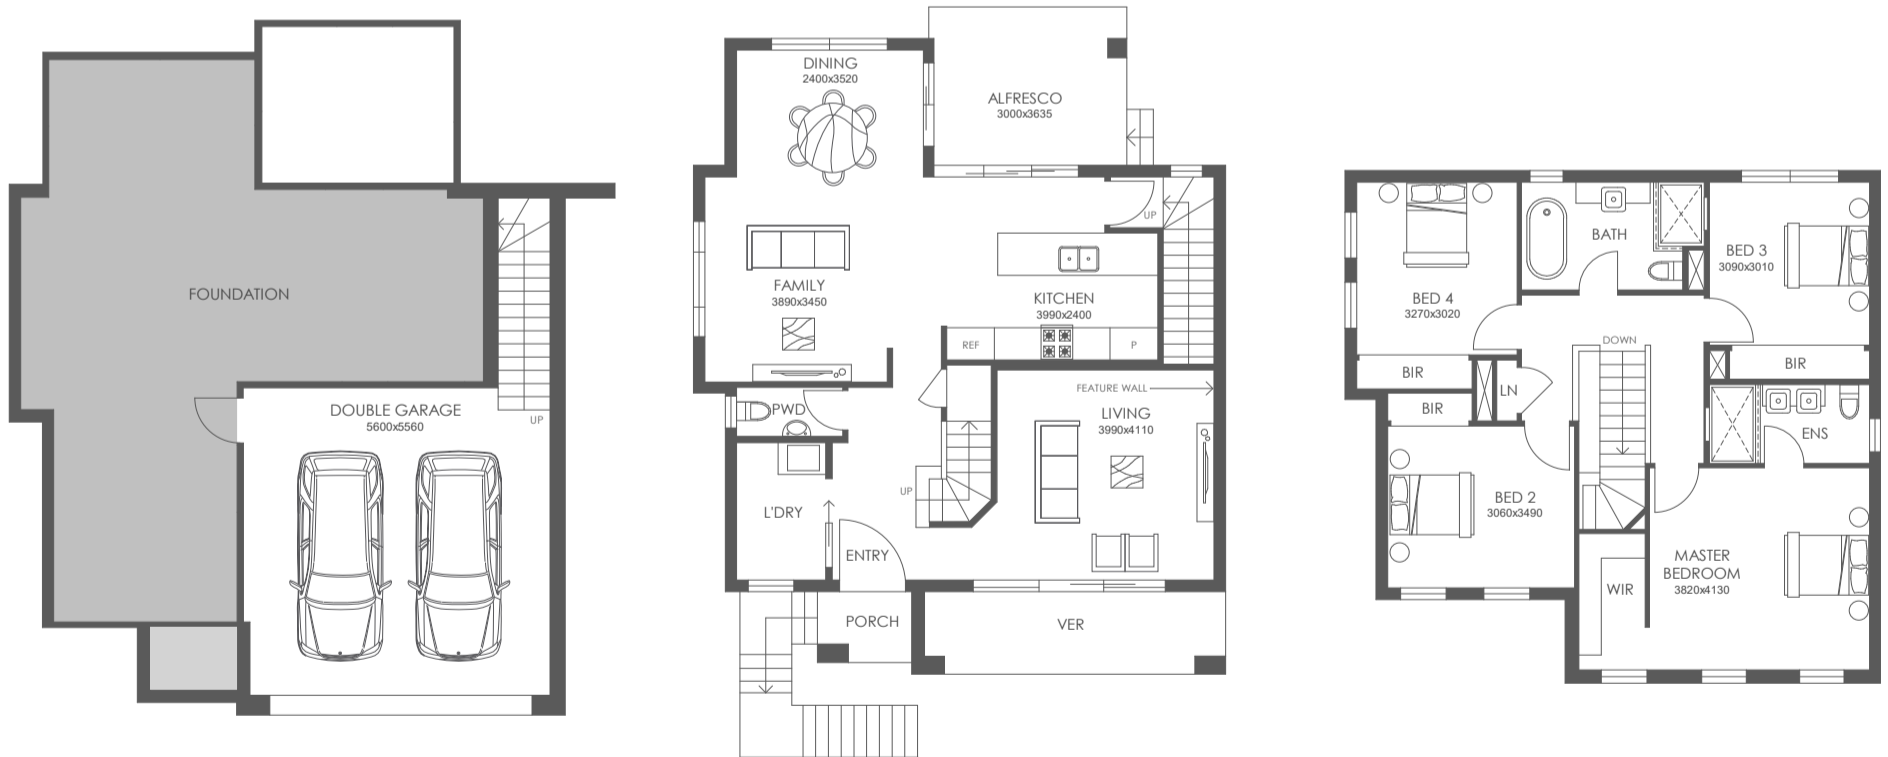 FOUNDATION
DOUBLE GARAGE
5600x5560
UP
DINING
2400x3520
ALFRESCO
3000x3635
UP
FAMILY
3890x3450
KITCHEN
3990x2400
REF
P
FEATURE WALL
LIVING
3990x4110
PWD
UP
L'DRY
ENTRY
PORCH
VER
BATH
BED 3
3090x3010
BED 4
3270x3020
DOWN
BIR
BIR
LN
BIR
ENS
BED 2
3060x3490
MASTER
BEDROOM
3820x4130
WIR